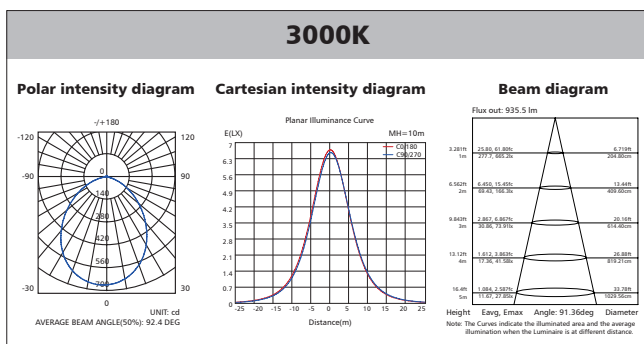 3000K
Polar intensity diagram
-/+180
-120
120
-90
90
0
140
280
420
560
700
-30
30
0
UNIT: cd
AVERAGE BEAM ANGLE(50%): 92.4 DEG
Cartesian intensity diagram
Planar Illuminance Curve
E(LX)
MH=10m
C0/180
C90/270
7
6.3
5.6
4.9
4.2
3.5
2.8
2.1
1.4
0.7
0
-25 -20 -15 -10 -5 0 5 10 15 20 25
Distance(m)
Beam diagram
Flux out: 935.5 lm
3.281ft 25.80, 61.80fc 6.719ft
1m 277.7, 665.2lx 204.80cm
6.562ft 6.450, 15.45fc 13.44ft
2m 69.43, 166.3lx 409.60cm
9.843ft 2.867, 6.867fc 20.16ft
3m 30.86, 73.91lx 614.40cm
13.12ft 1.612, 3.863fc 26.88ft
4m 17.36, 41.58lx 819.21cm
16.4ft 1.084, 2.587fc 33.78ft
5m 11.67, 27.85lx 1029.56cm
Height Eavg, Emax Angle: 91.36deg Diameter
Note: The Curves indicate the illuminated area and the average
illumination when the Luminaire is at different distance.